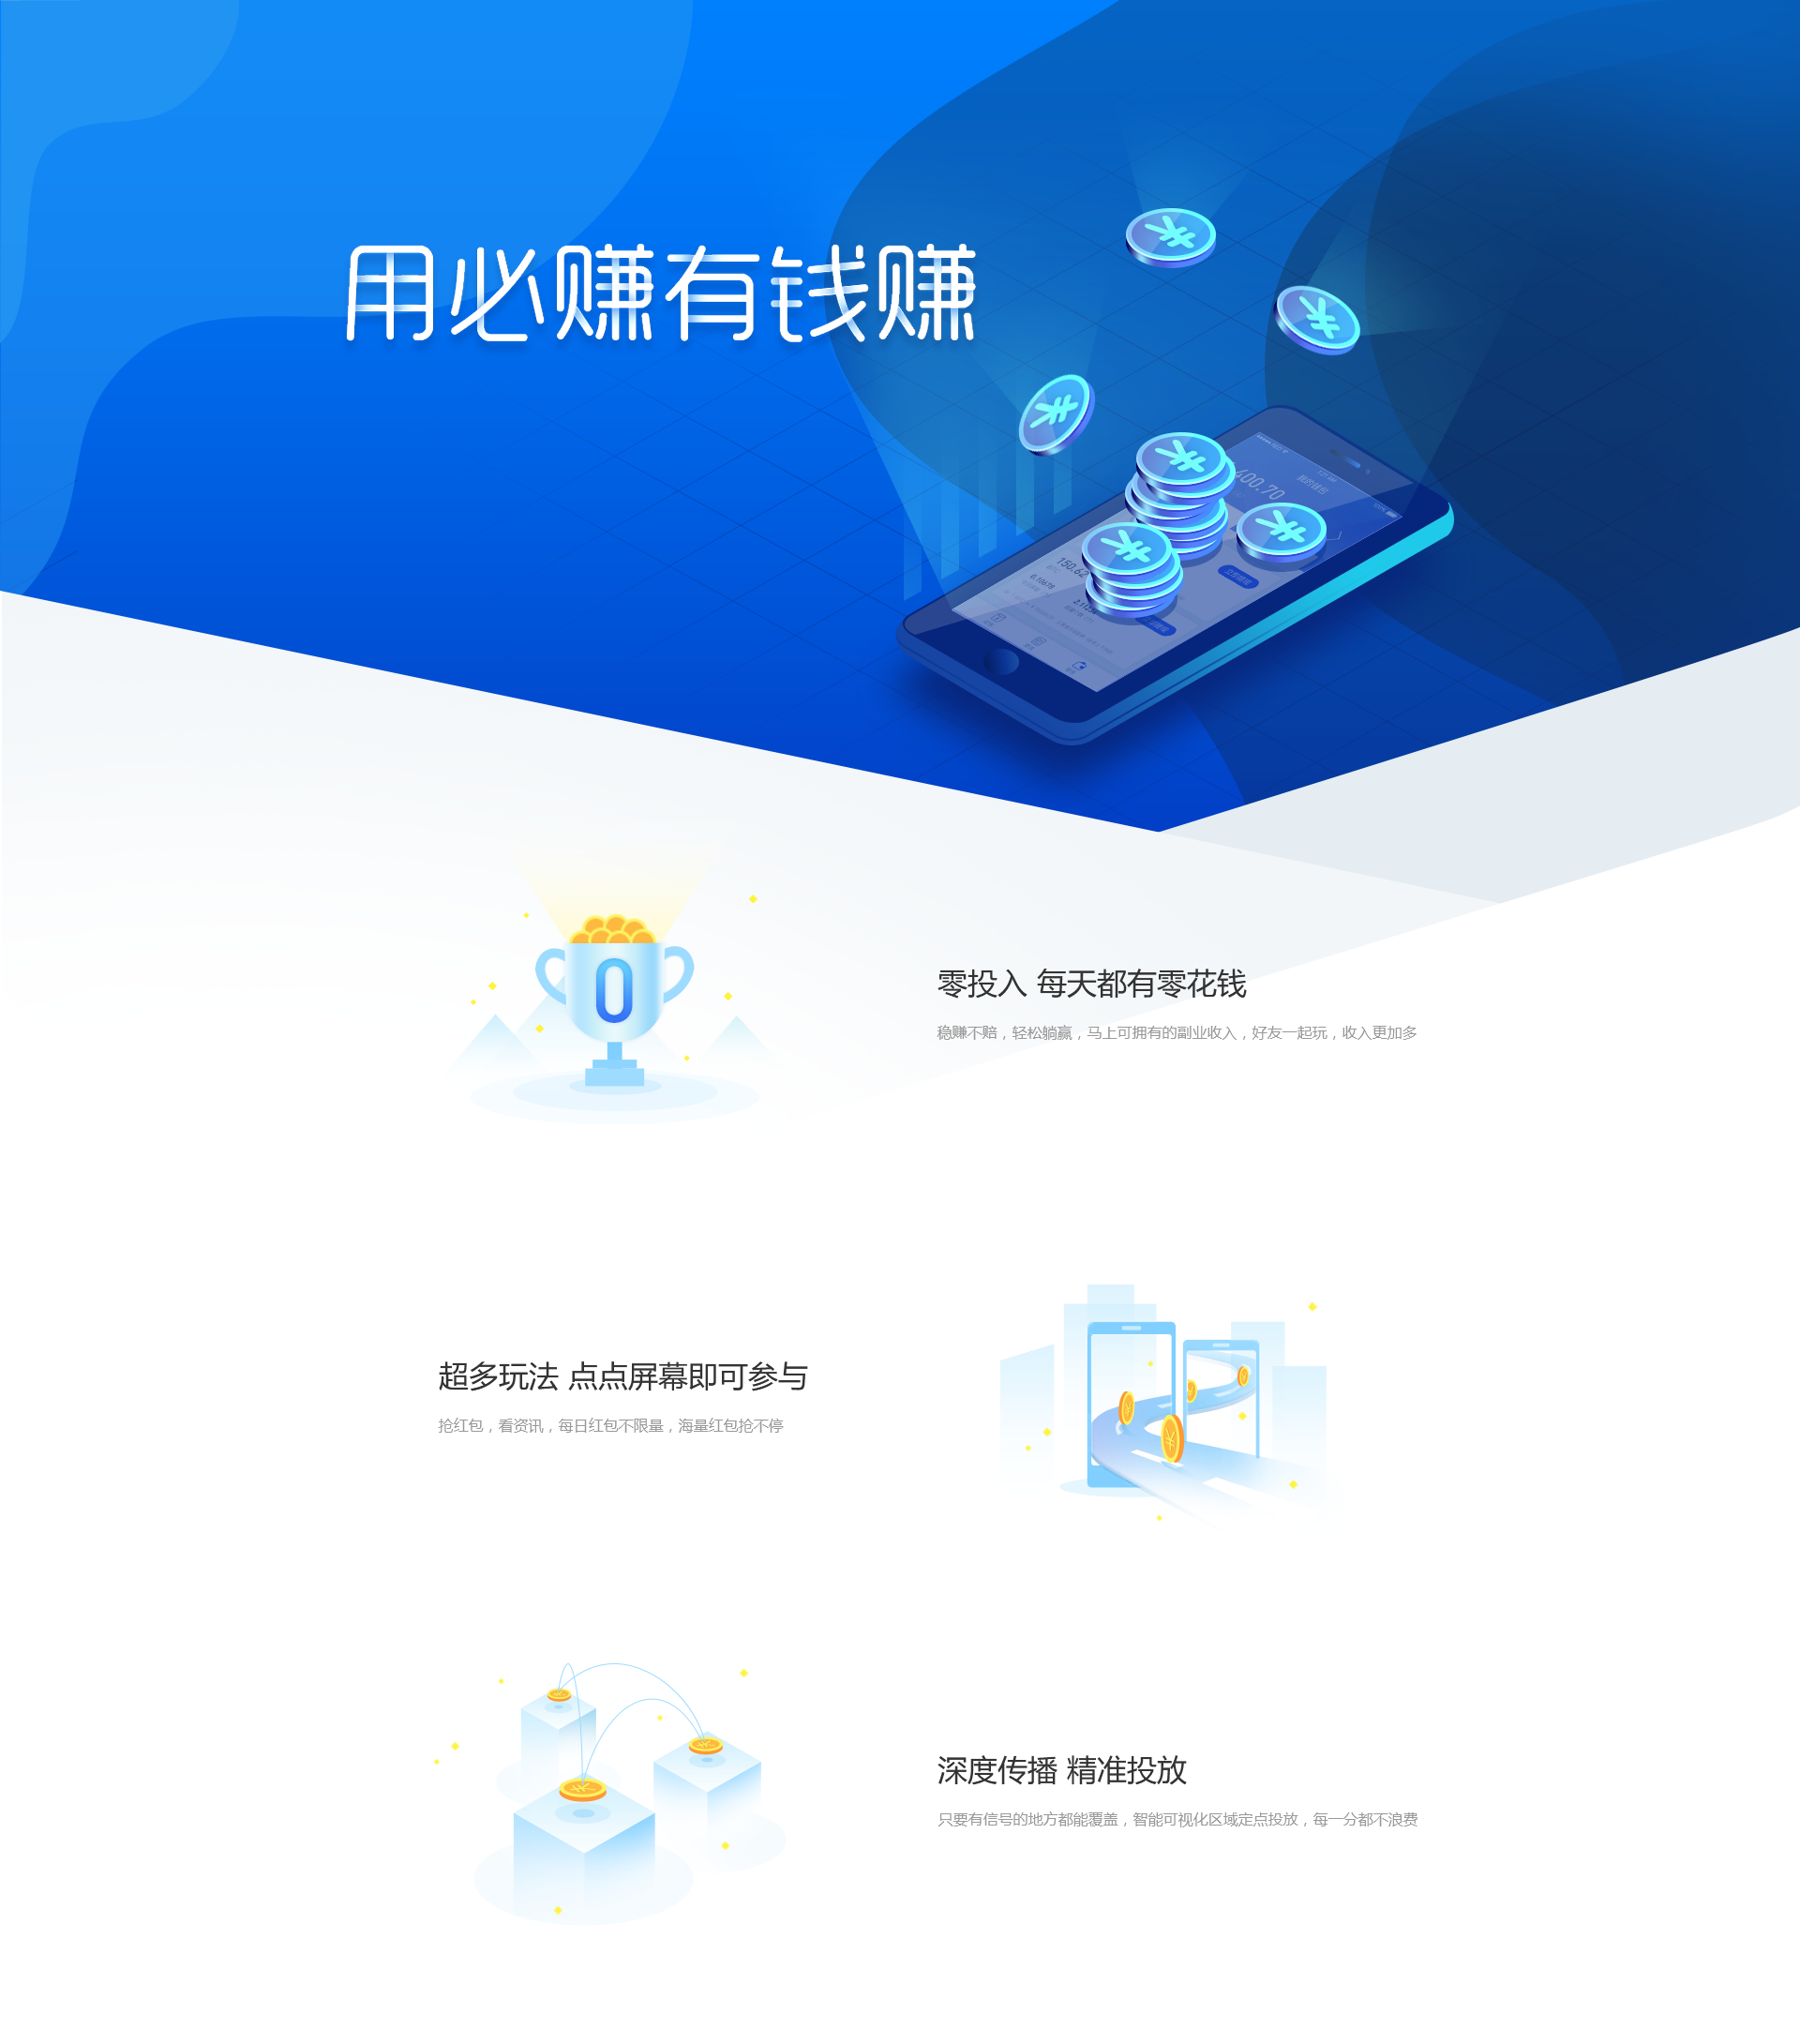 用必赚有钱赚
400.70
150.62
0.10678
零投入 每天都有零花钱
稳赚不赔，轻松躺赢，马上可拥有的副业收入，好友一起玩，收入更加多
超多玩法 点点屏幕即可参与
抢红包，看资讯，每日红包不限量，海量红包抢不停
深度传播 精准投放
只要有信号的地方都能覆盖，智能可视化区域定点投放，每一分都不浪费